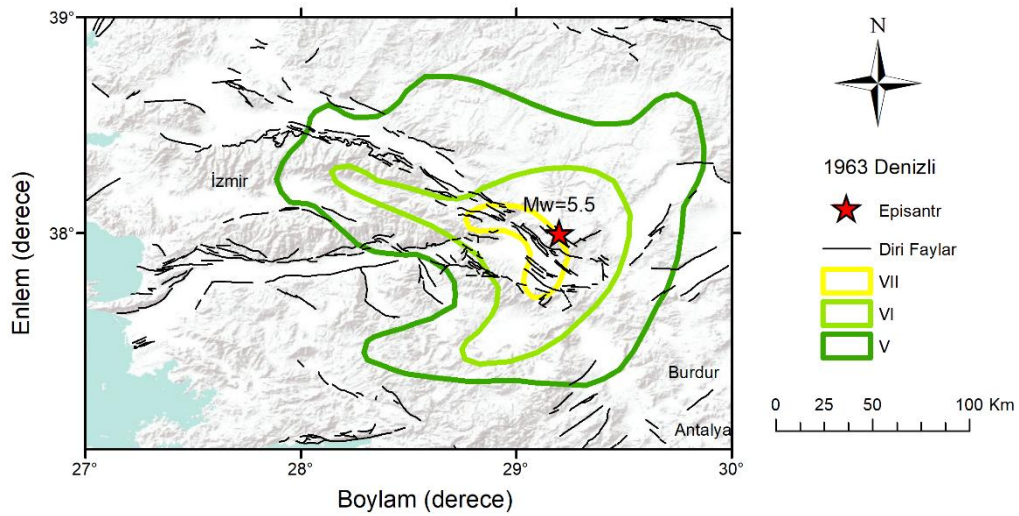 39°
38°
27°
28°
29°
30°
Enlem (derece)
Boylam (derece)
İzmir
Mw=5.5
Burdur
Antalya
N
1963 Denizli
Episantr
Diri Faylar
VII
VI
V
0 25 50 100 Km